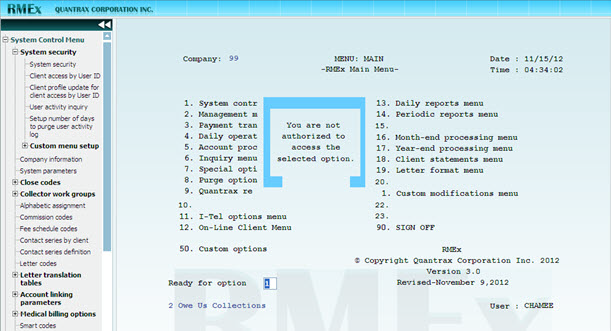 RMEx QUANTRAX CORPORATION INC.
System Control Menu
System security
System security
Client access by User ID
Client profile update for
client access by User ID
User activity inquiry
Setup number of days
to purge user activity
log
Custom menu setup
Company information
System parameters
Close codes
Collector work groups
Alphabetic assignment
Commission codes
Fee schedule codes
Contact series by client
Contact series definition
Letter codes
Letter translation
tables
Account linking
parameters
Medical billing options
Smart codes
Company: 99 MENU: MAIN Date : 11/15/12
-RMEx Main Menu- Time : 04:34:02
1. System contr 13. Daily reports menu
2. Management m 14. Periodic reports menu
3. Payment tran 15.
4. Daily operat 16. Month-end processing menu
5. Account proc 17. Year-end processing menu
6. Inquiry menu 18. Client statements menu
7. Special opti 19. Letter format menu
8. Purge option 20.
9. Quantrax re 1. Custom modifications menu
10. 22.
11. I-Tel options menu 23.
12. On-Line Client Menu 90. SIGN OFF
You are not
authorized to
access the
selected option.
50. Custom options RMEx
© Copyright Quantrax Corporation Inc. 2012
Version 3.0
Ready for option 1 Revised-November 9,2012
2 Owe Us Collections User : CHAMEE
RMEx